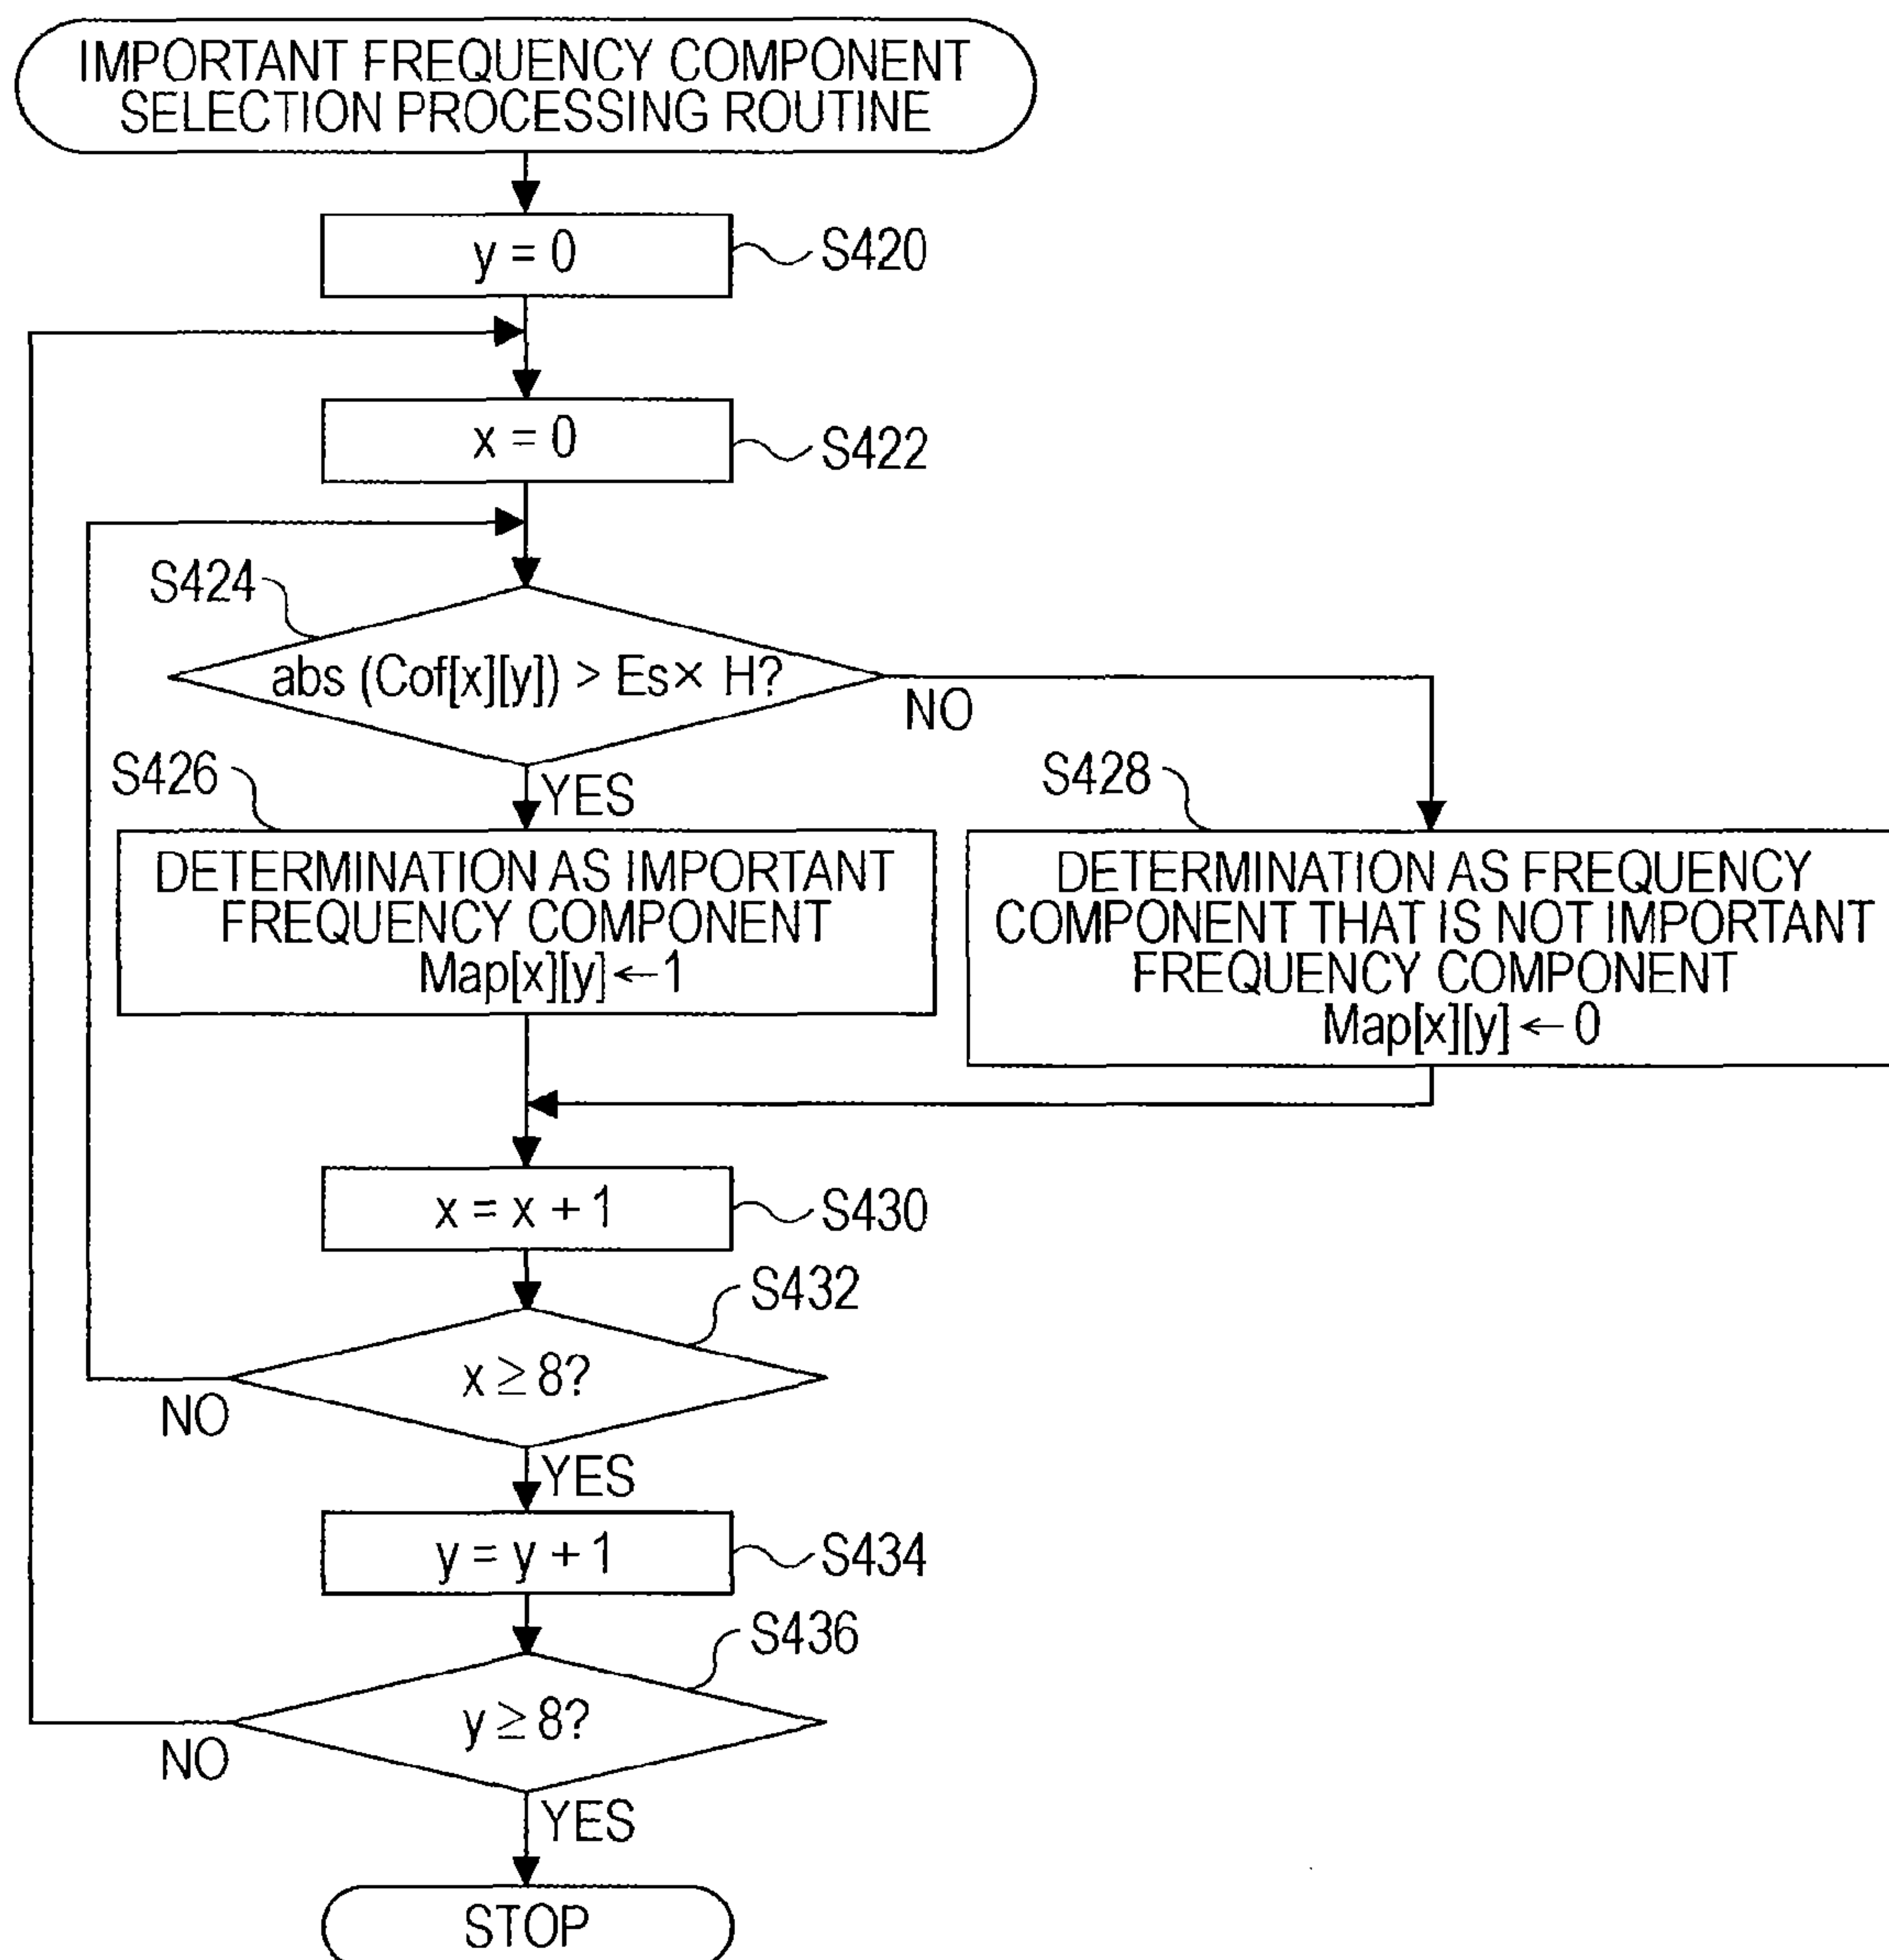 IMPORTANT FREQUENCY COMPONENT
SELECTION PROCESSING ROUTINE
y = 0
S420
x = 0
S422
S424
abs (Cof[x][y]) > Es× H?
NO
S426
YES
S428
DETERMINATION AS IMPORTANT
FREQUENCY COMPONENT
Map[x][y]←1
DETERMINATION AS FREQUENCY
COMPONENT THAT IS NOT IMPORTANT
FREQUENCY COMPONENT
Map[x][y]←0
x = x + 1
S430
S432
x ≥ 8?
NO
YES
y = y + 1
S434
S436
y ≥ 8?
NO
YES
STOP